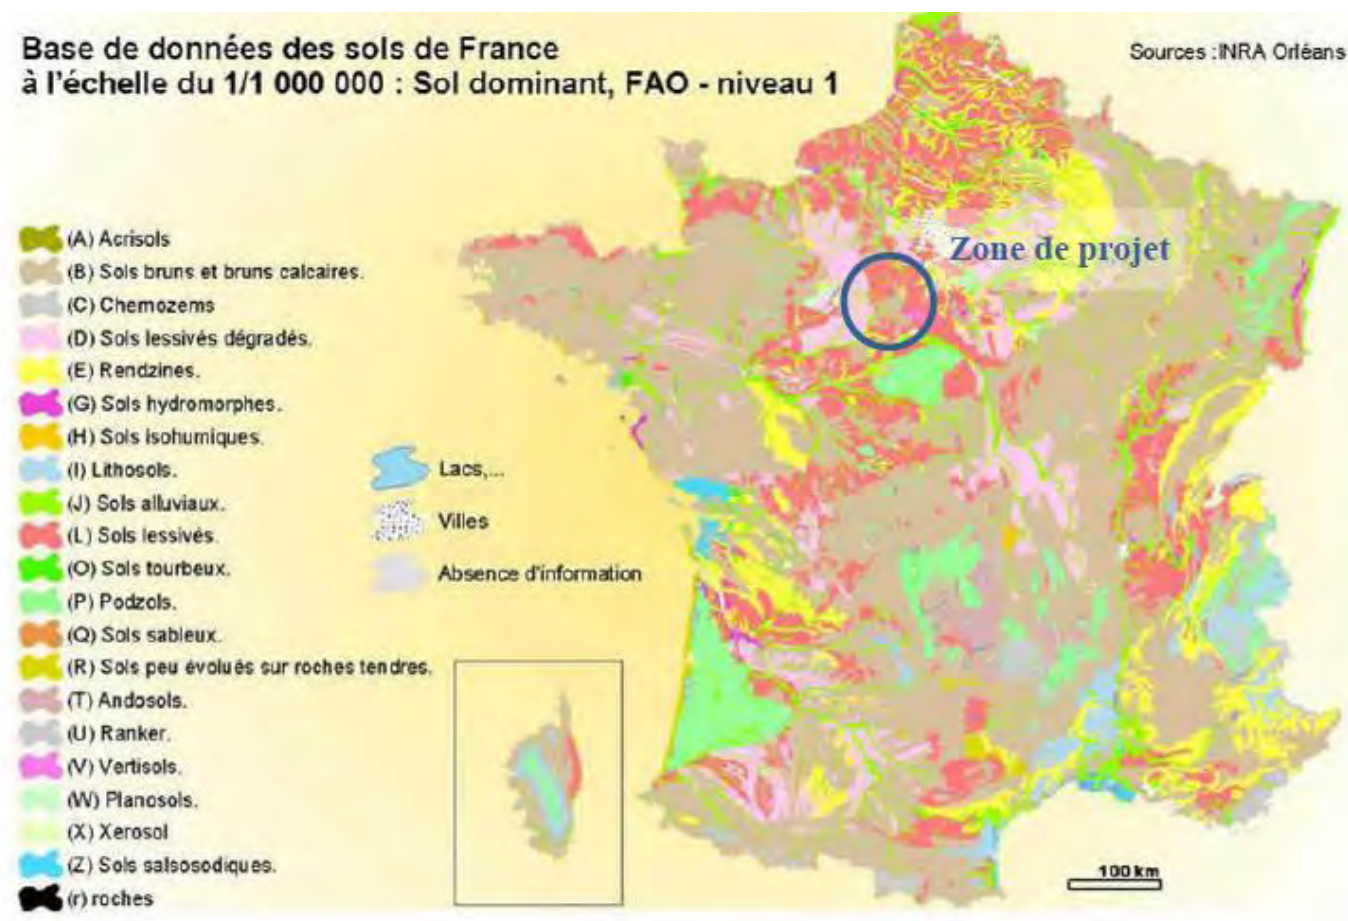 Base de données des sols de France
à l'échelle du 1/1 000 000 : Sol dominant, FAO - niveau 1
Sources :INRA Orléans
Zone de projet
(A) Acrisols
(B) Sols bruns et bruns calcaires.
(C) Chemozems
(D) Sols lessivés dégradés.
(E) Rendzines.
(G) Sols hydromorphes.
(H) Sols isohumiques.
(I) Lithosols.
(J) Sols alluviaux.
(L) Sols lessivés.
(O) Sols tourbeux.
(P) Podzols.
(Q) Sols sableux.
(R) Sols peu évolués sur roches tendres.
(T) Andosols.
(U) Ranker.
(V) Vertisols.
(W) Planosols.
(X) Xerosol
(Z) Sols salsosodiques.
(r) roches
Lacs,...
Villes
Absence d'information
100 km